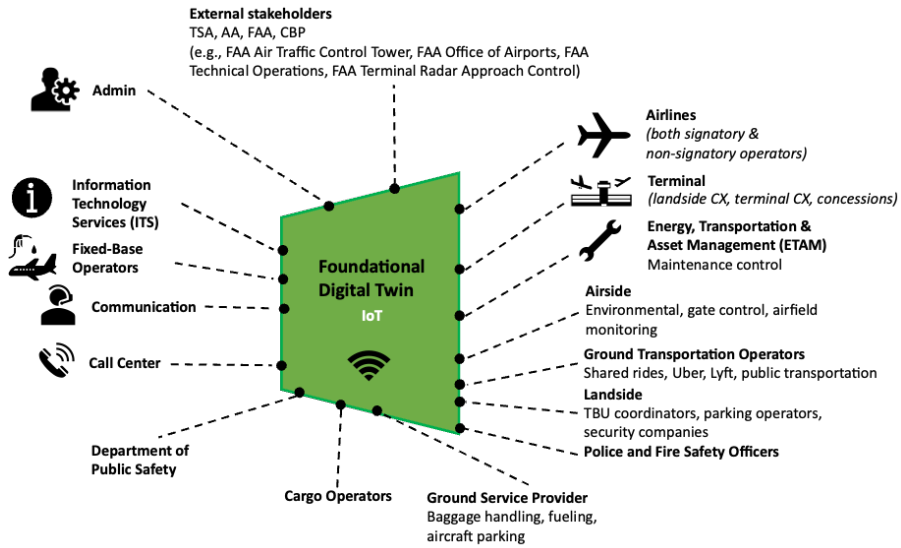 External stakeholders
TSA, AA, FAA, CBP
(e.g., FAA Air Traffic Control Tower, FAA Office of Airports, FAA
Technical Operations, FAA Terminal Radar Approach Control)
Admin
Information
Technology
Services (ITS)
Fixed-Base
Operators
Communication
Call Center
Department of
Public Safety
Cargo Operators
Ground Service Provider
Baggage handling, fueling,
aircraft parking
Foundational
Digital Twin
IoT
Airlines
(both signatory &
non-signatory operators)
Terminal
(landside CX, terminal CX, concessions)
Energy, Transportation &
Asset Management (ETAM)
Maintenance control
Airside
Environmental, gate control, airfield
monitoring
Ground Transportation Operators
Shared rides, Uber, Lyft, public transportation
Landside
TBU coordinators, parking operators,
security companies
Police and Fire Safety Officers